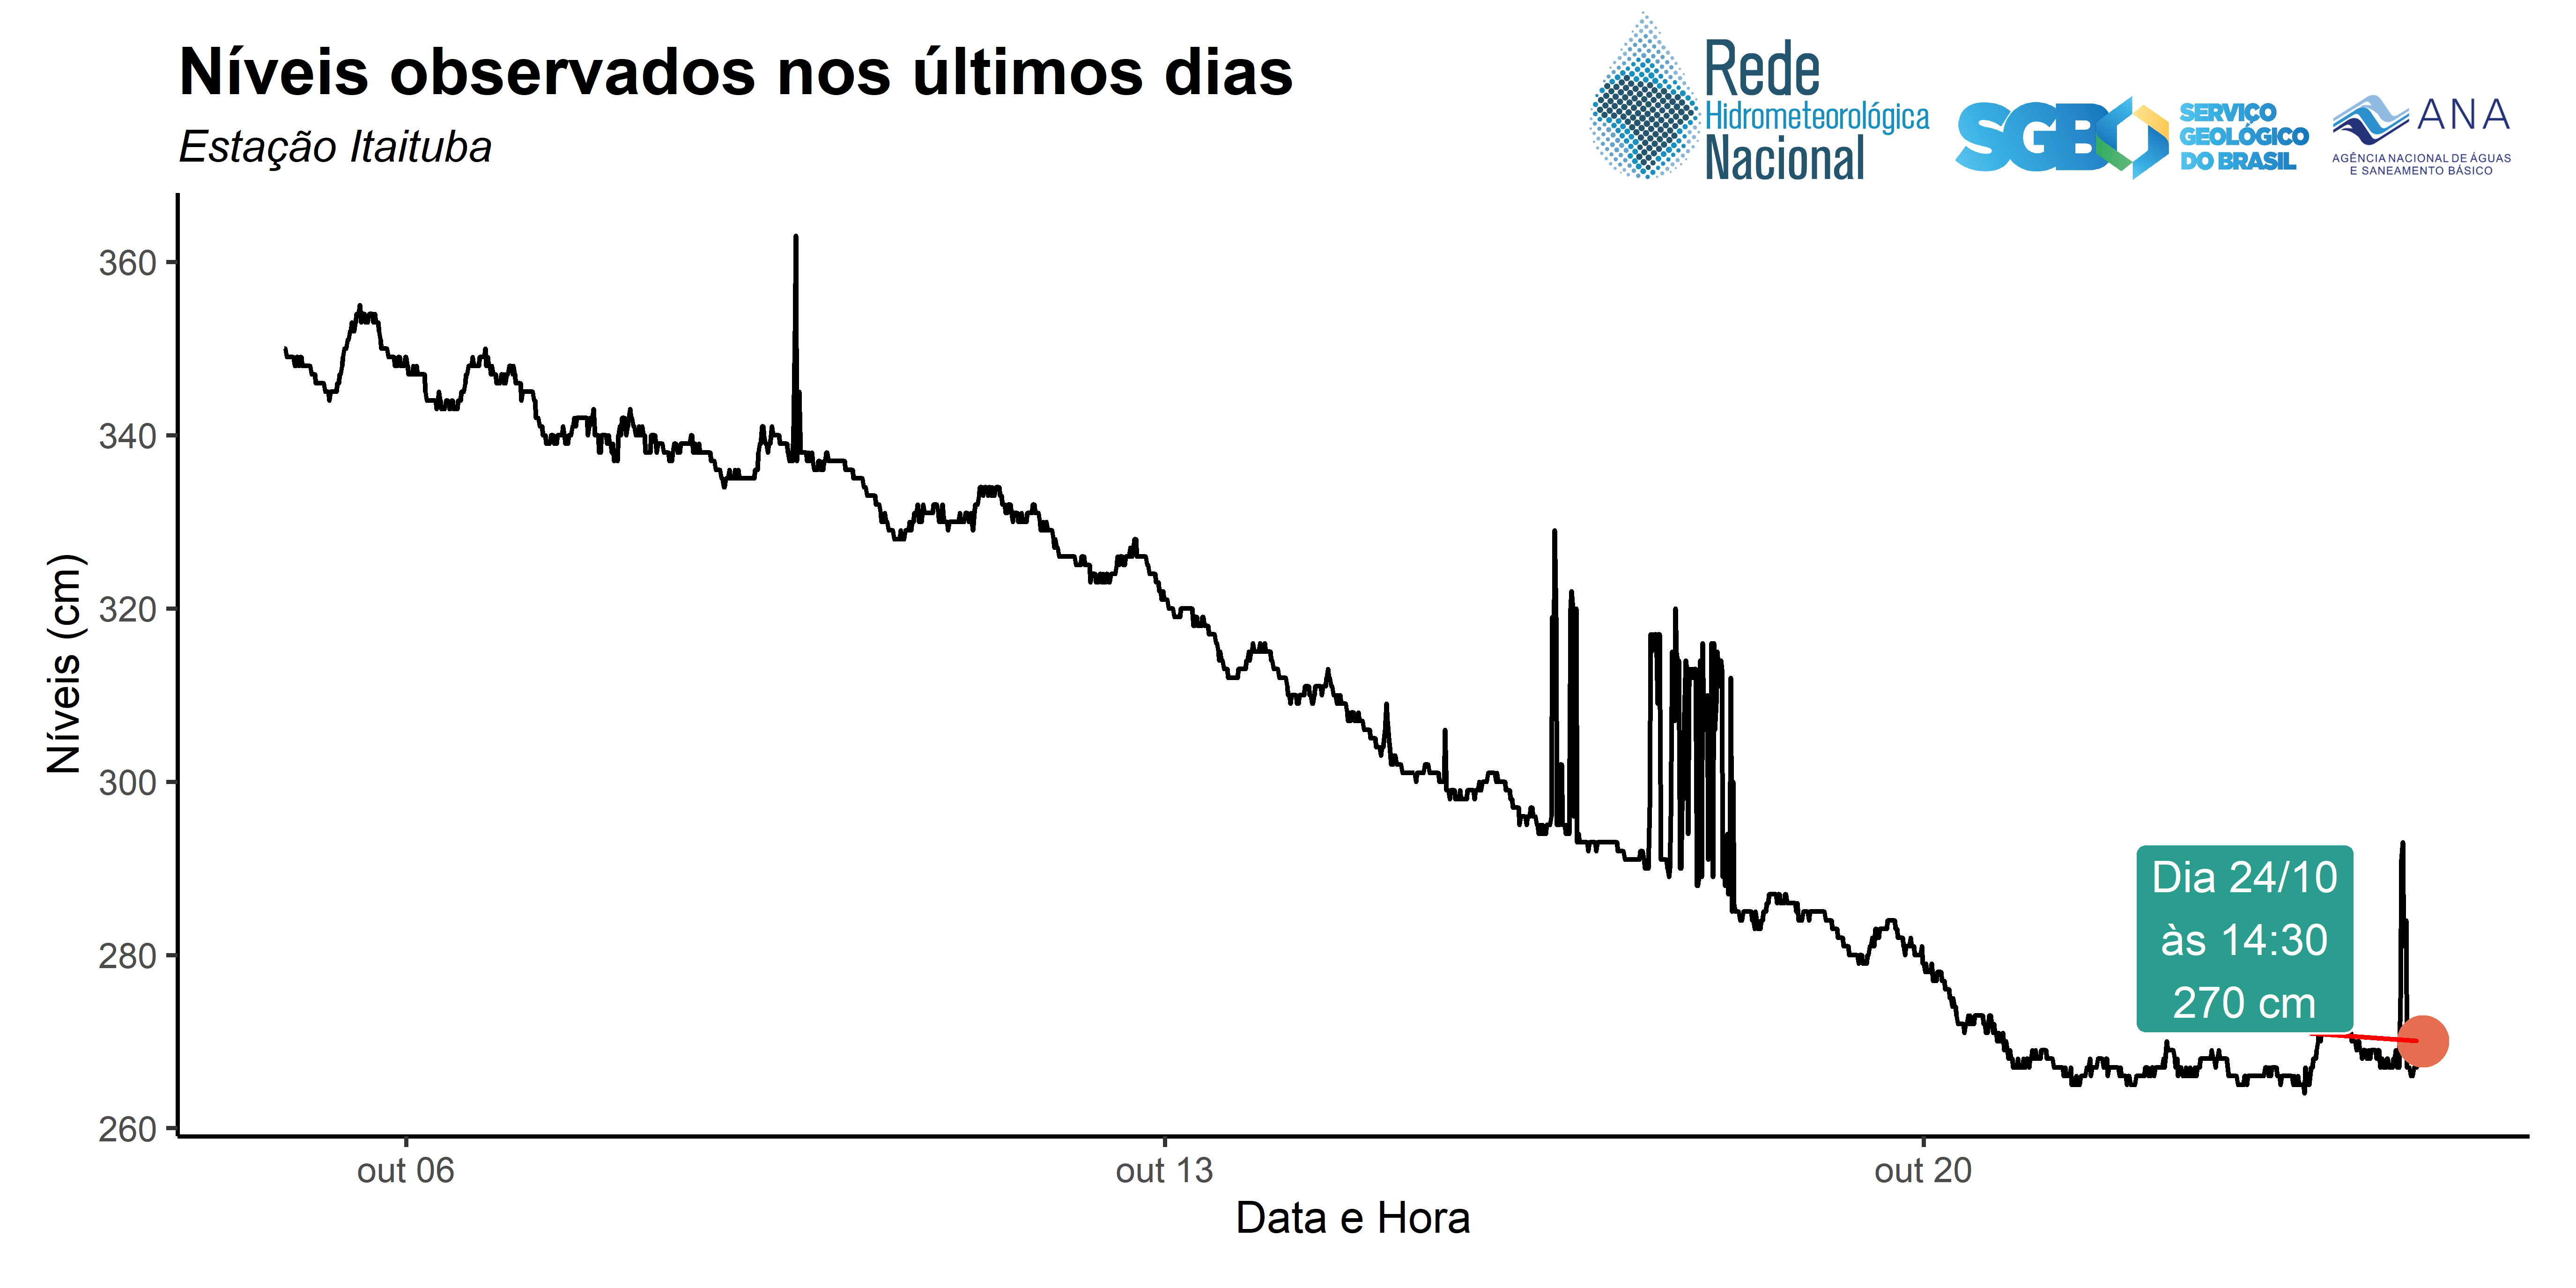 Níveis observados nos últimos dias
Estação Itaituba
Rede
Hidrometeorológica
Nacional
SGB
SERVIÇO
GEOLÓGICO
DO BRASIL
ANA
AGÊNCIA NACIONAL DE ÁGUAS
E SANEAMENTO BÁSICO
Níveis (cm)
360
340
320
300
280
260
Dia 24/10
às 14:30
270 cm
out 06
out 13
out 20
Data e Hora